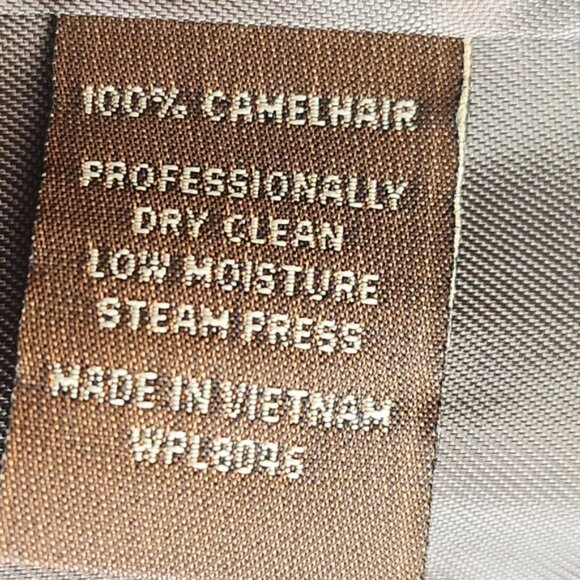 100% CAMELHAIR
PROFESSIONALLY
DRY CLEAN
LOW MOISTURE
STEAM PRESS
MADE IN VIETNAM
WPL8046